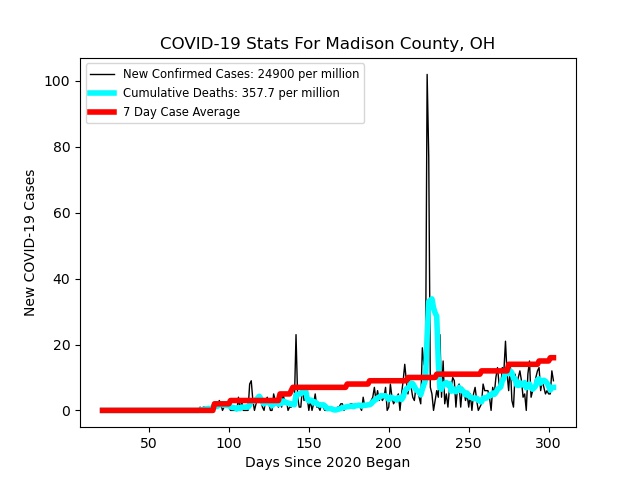 COVID-19 Stats For Madison County, OH
New Confirmed Cases: 24900 per million
Cumulative Deaths: 357.7 per million
7 Day Case Average
100
80
60
40
20
0
New COVID-19 Cases
50 100 150 200 250 300
Days Since 2020 Began